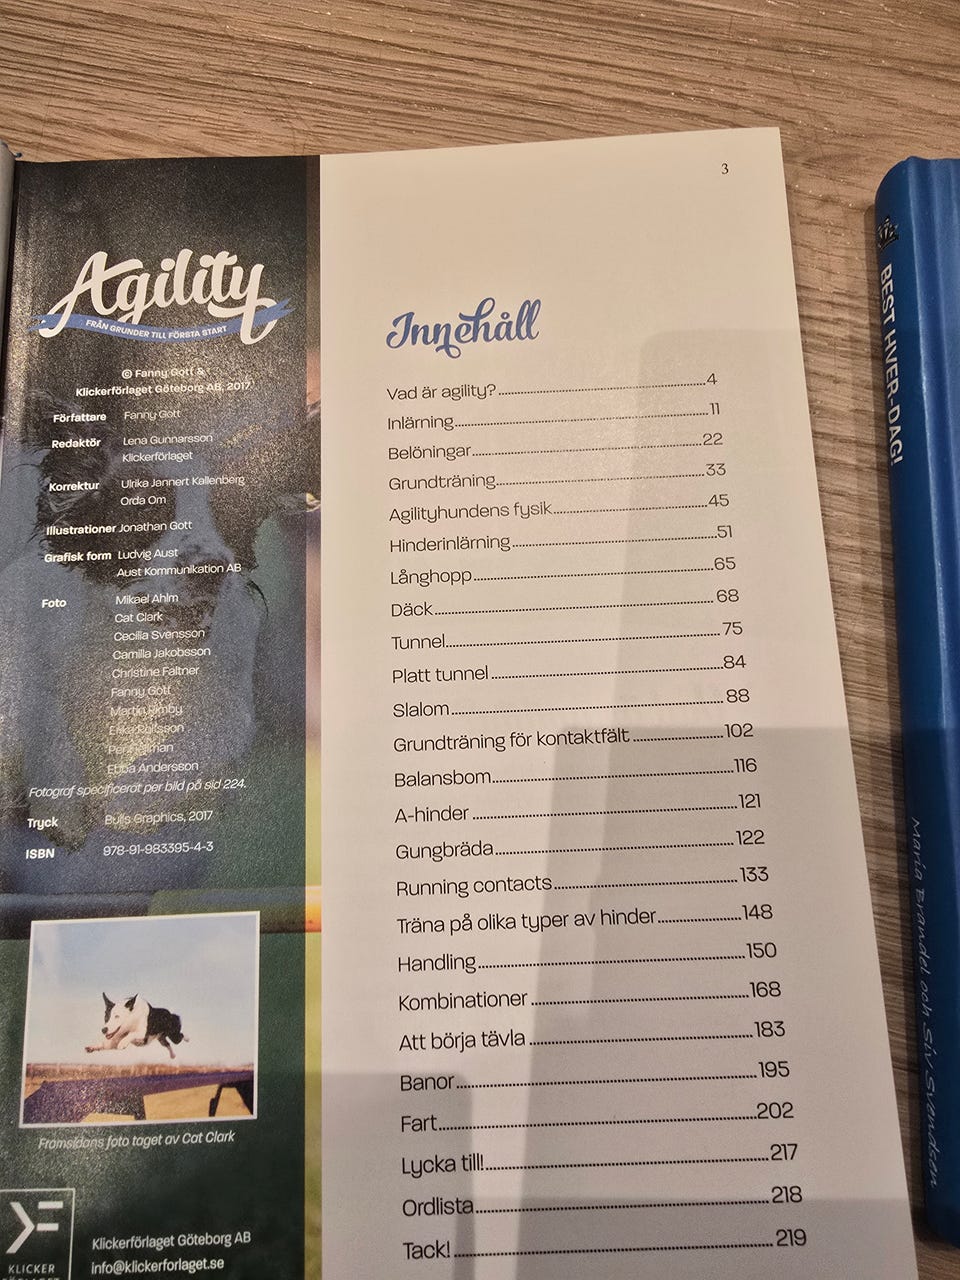 Agility
FRÅN GRUNDER TILL FÖRSTA START
© Fanny Gott &
Klickerförlaget Göteborg AB, 2017
Författare Fanny Gott
Redaktör Lena Gunnarsson
Klickerförlaget
Korrektur Ulrika Jannert Kallenberg
Orda Om
Illustrationer Jonathan Gott
Grafisk form Ludvig Aust
Aust Kommunikation AB
Foto Mikael Ahlm
Cat Clark
Cecilia Svensson
Camilla Jakobsson
Christine Faltner
Fanny Gott
Martin
Ebba Andersson
Fotograf specificerat per bild på sid 224.
Tryck Bulls Graphics, 2017
ISBN 978-91-983395-4-3
Framsidans foto taget av Cat Clark
KLICKER
Klickerförlaget Göteborg AB
info@klickerforlaget.se
3
Innehåll
Vad är agility? 4
Inlärning 11
Belöningar 22
Grundträning 33
Agilityhundens fysik 45
Hinderinlärning 51
Långhopp 65
Däck 68
Tunnel 75
Platt tunnel 84
Slalom 88
Grundträning för kontaktfält 102
Balansbom 116
A-hinder 121
Gungbräda 122
Running contacts 133
Träna på olika typer av hinder 148
Handling 150
Kombinationer 168
Att börja tävla 183
Banor 195
Fart 202
Lycka till! 217
Ordlista 218
Tack! 219
BEST HVER DAG!
Maria Brandel och Siv Svendsen